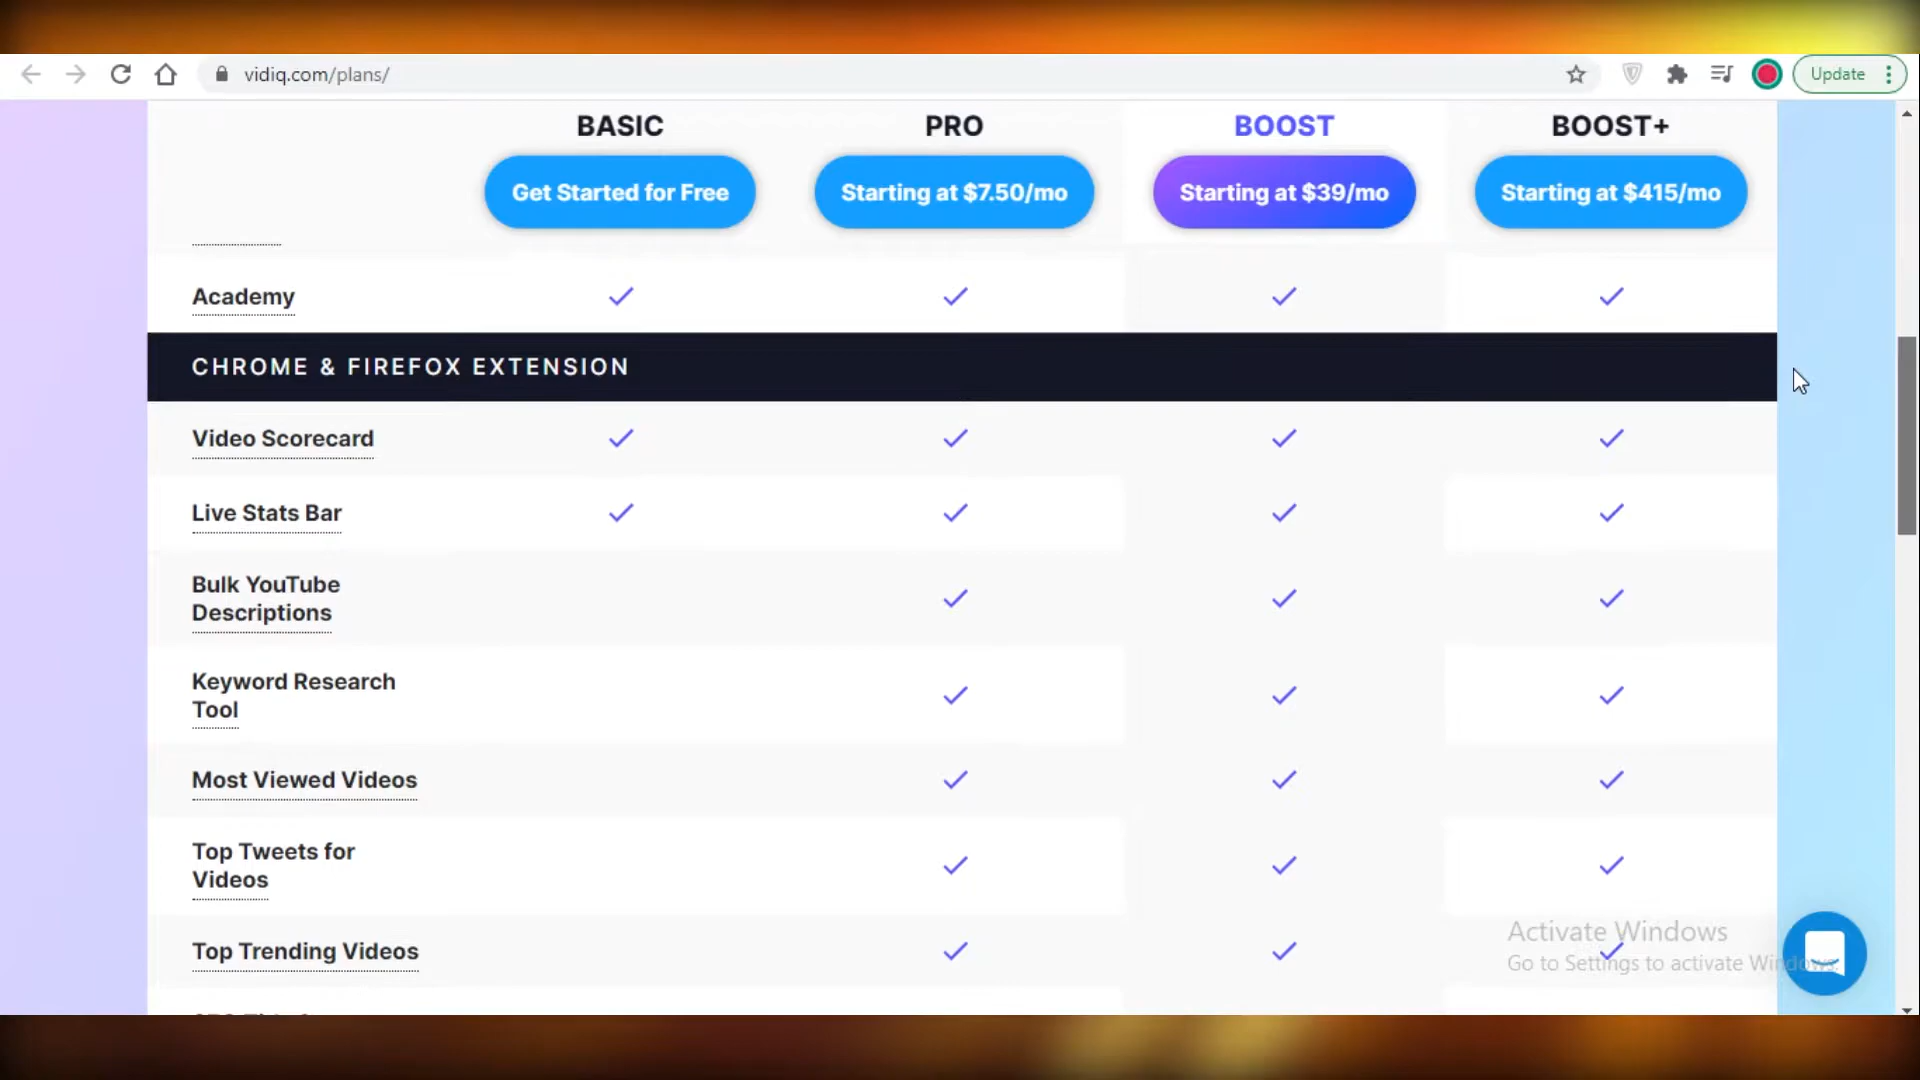 vidiq.com/plans/
Update
BASIC
PRO
BOOST
BOOST+
Get Started for Free
Starting at $7.50/mo
Starting at $39/mo
Starting at $415/mo
Academy
CHROME & FIREFOX EXTENSION
Video Scorecard
Live Stats Bar
Bulk YouTube
Descriptions
Keyword Research
Tool
Most Viewed Videos
Top Tweets for
Videos
Top Trending Videos
Activate Windows
Go to Settings to activate Windows.